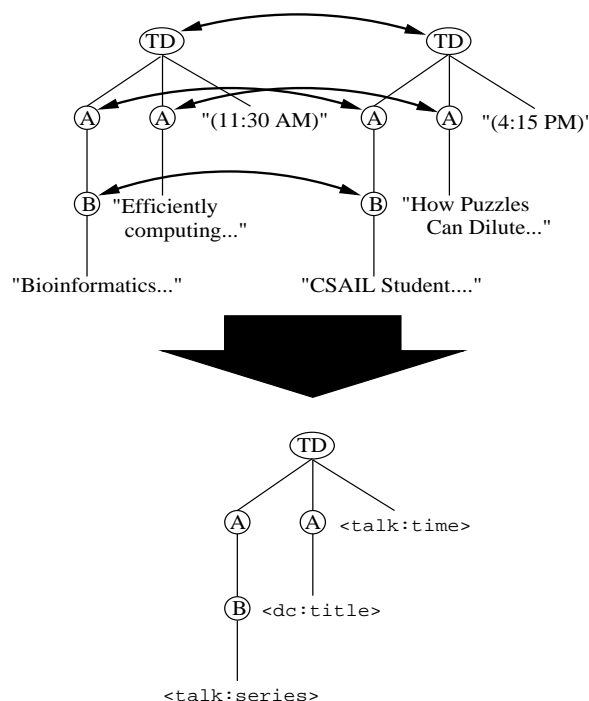 TD TD
A A "(11:30 AM)" A A "(4:15 PM)'
B "Efficiently B "How Puzzles
computing..." Can Dilute..."
"Bioinformatics..." "CSAIL Student...."
TD
A A <talk:time>
B <dc:title>
<talk:series>